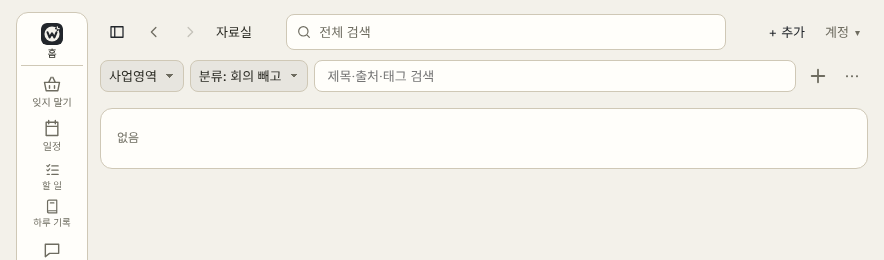 홈
잊지 말기
일정
할 일
하루 기록
자료실
전체 검색
+ 추가
계정 ▾
사업영역
분류: 회의 빼고
제목·출처·태그 검색
없음